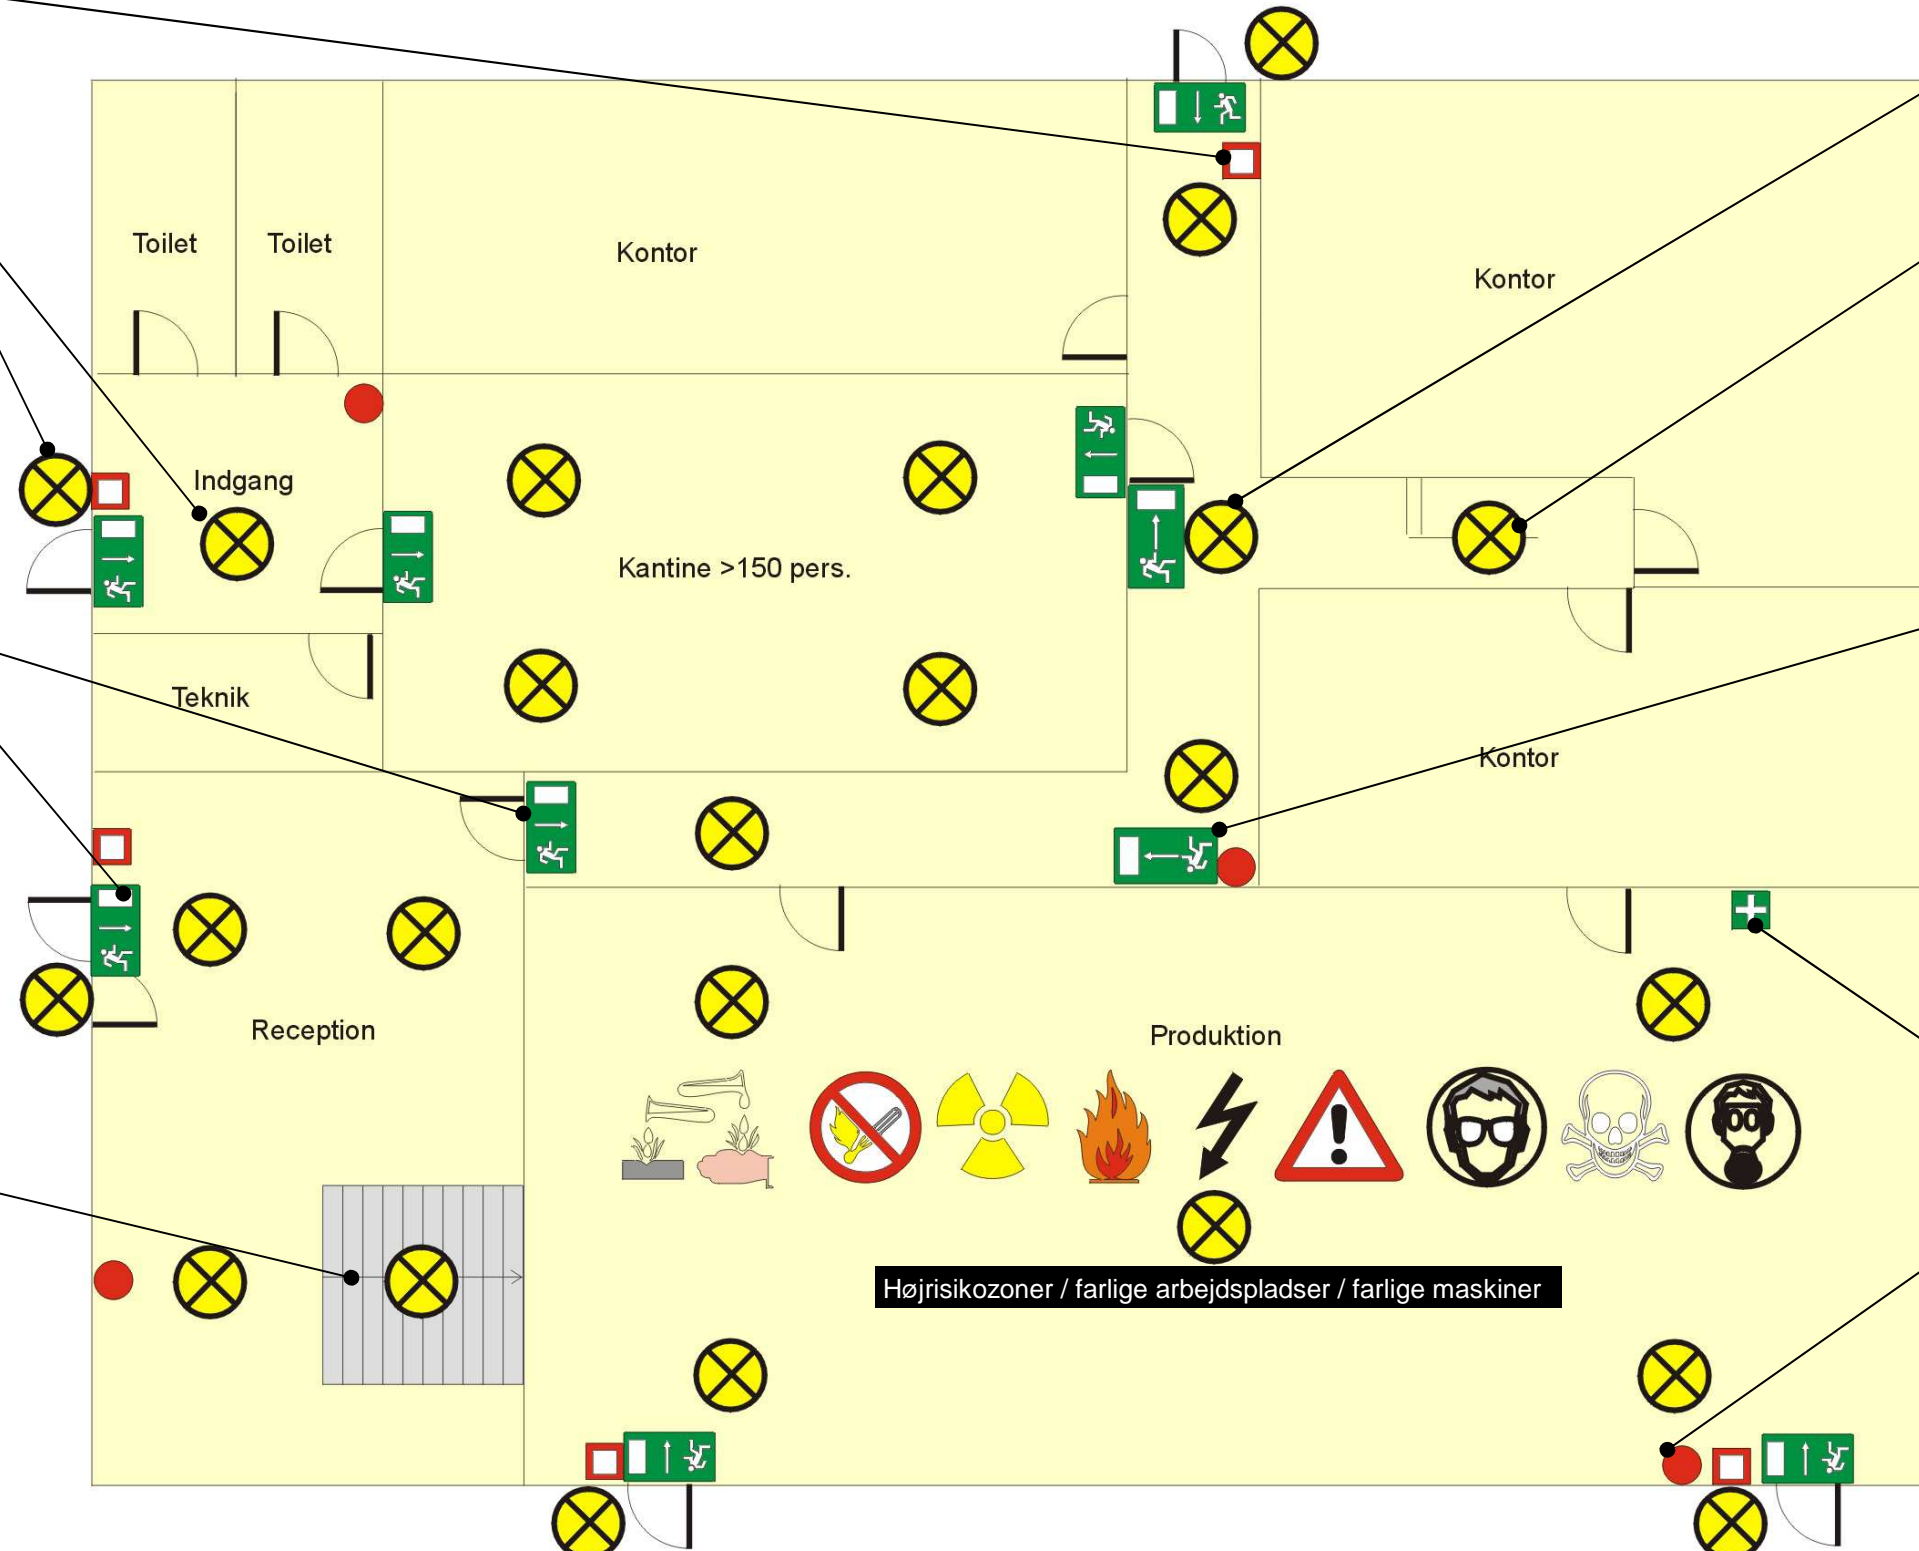 Toilet
Toilet
Kontor
Kontor
Indgang
Kantine >150 pers.
Teknik
Kontor
Reception
Produktion
Højrisikozoner / farlige arbejdspladser / farlige maskiner